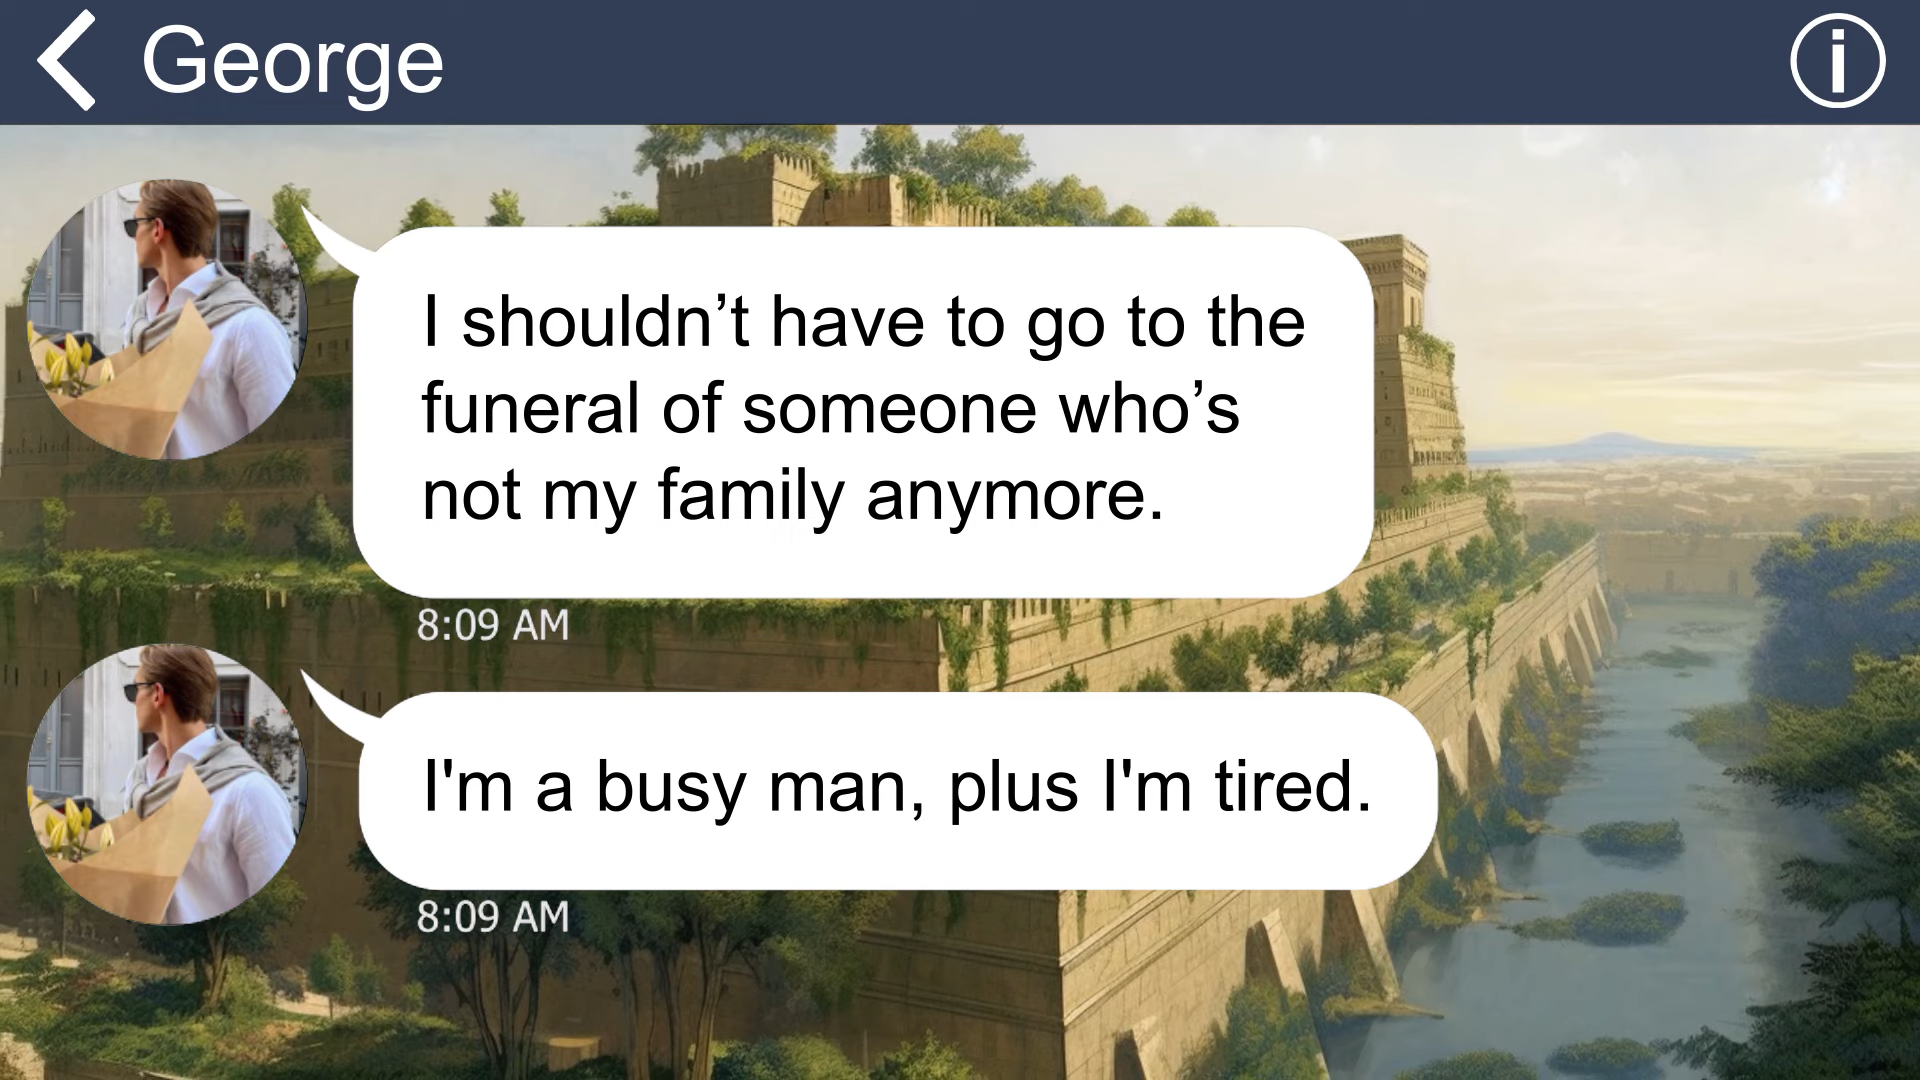 George
I shouldn’t have to go to the
funeral of someone who’s
not my family anymore.
8:09 AM
I'm a busy man, plus I'm tired.
8:09 AM